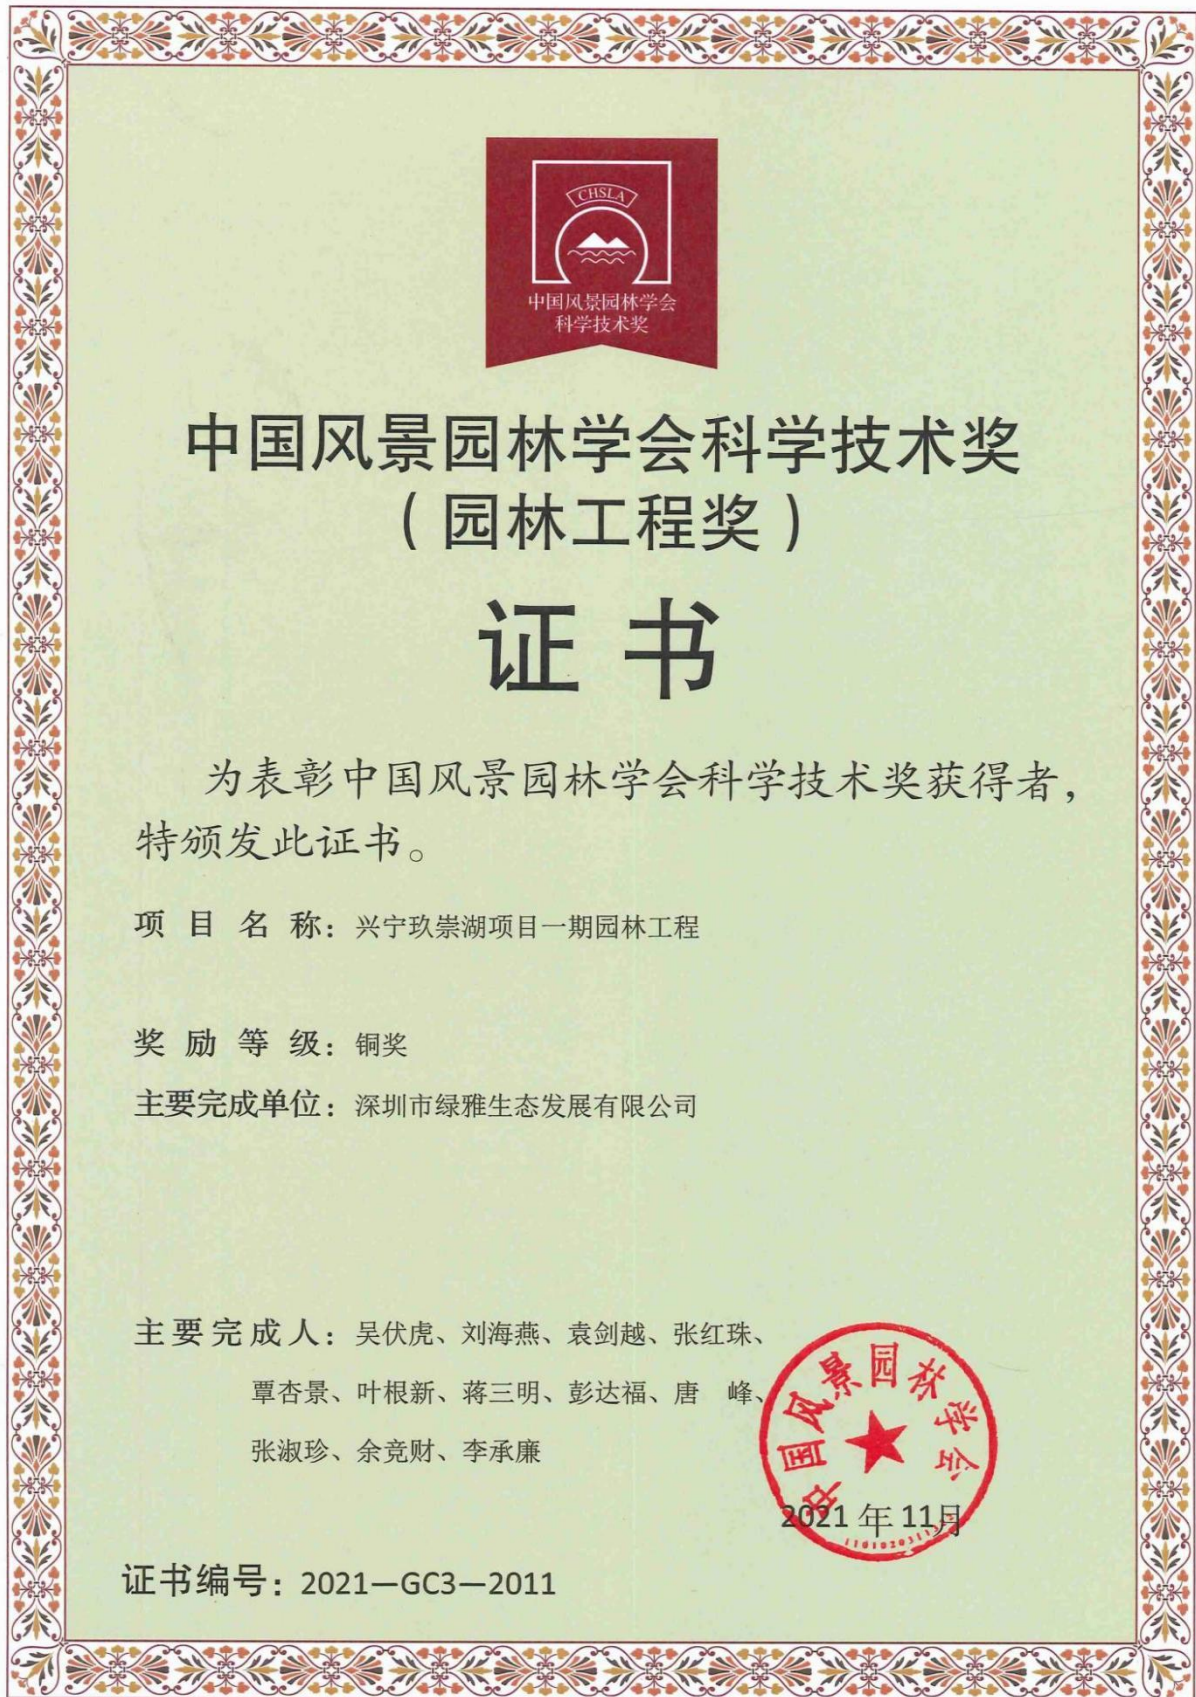 CHSLA
中国风景园林学会
科学技术奖
中国风景园林学会科学技术奖
（园林工程奖）
证书
为表彰中国风景园林学会科学技术奖获得者，
特颁发此证书。
项目名称：兴宁玖崇湖项目一期园林工程
奖励等级：铜奖
主要完成单位：深圳市绿雅生态发展有限公司
主要完成人：吴伏虎、刘海燕、袁剑越、张红珠、
覃杏景、叶根新、蒋三明、彭达福、唐　峰、
张淑珍、余竞财、李承廉
中国风景园林学会
2021年11月
证书编号：2021—GC3—2011